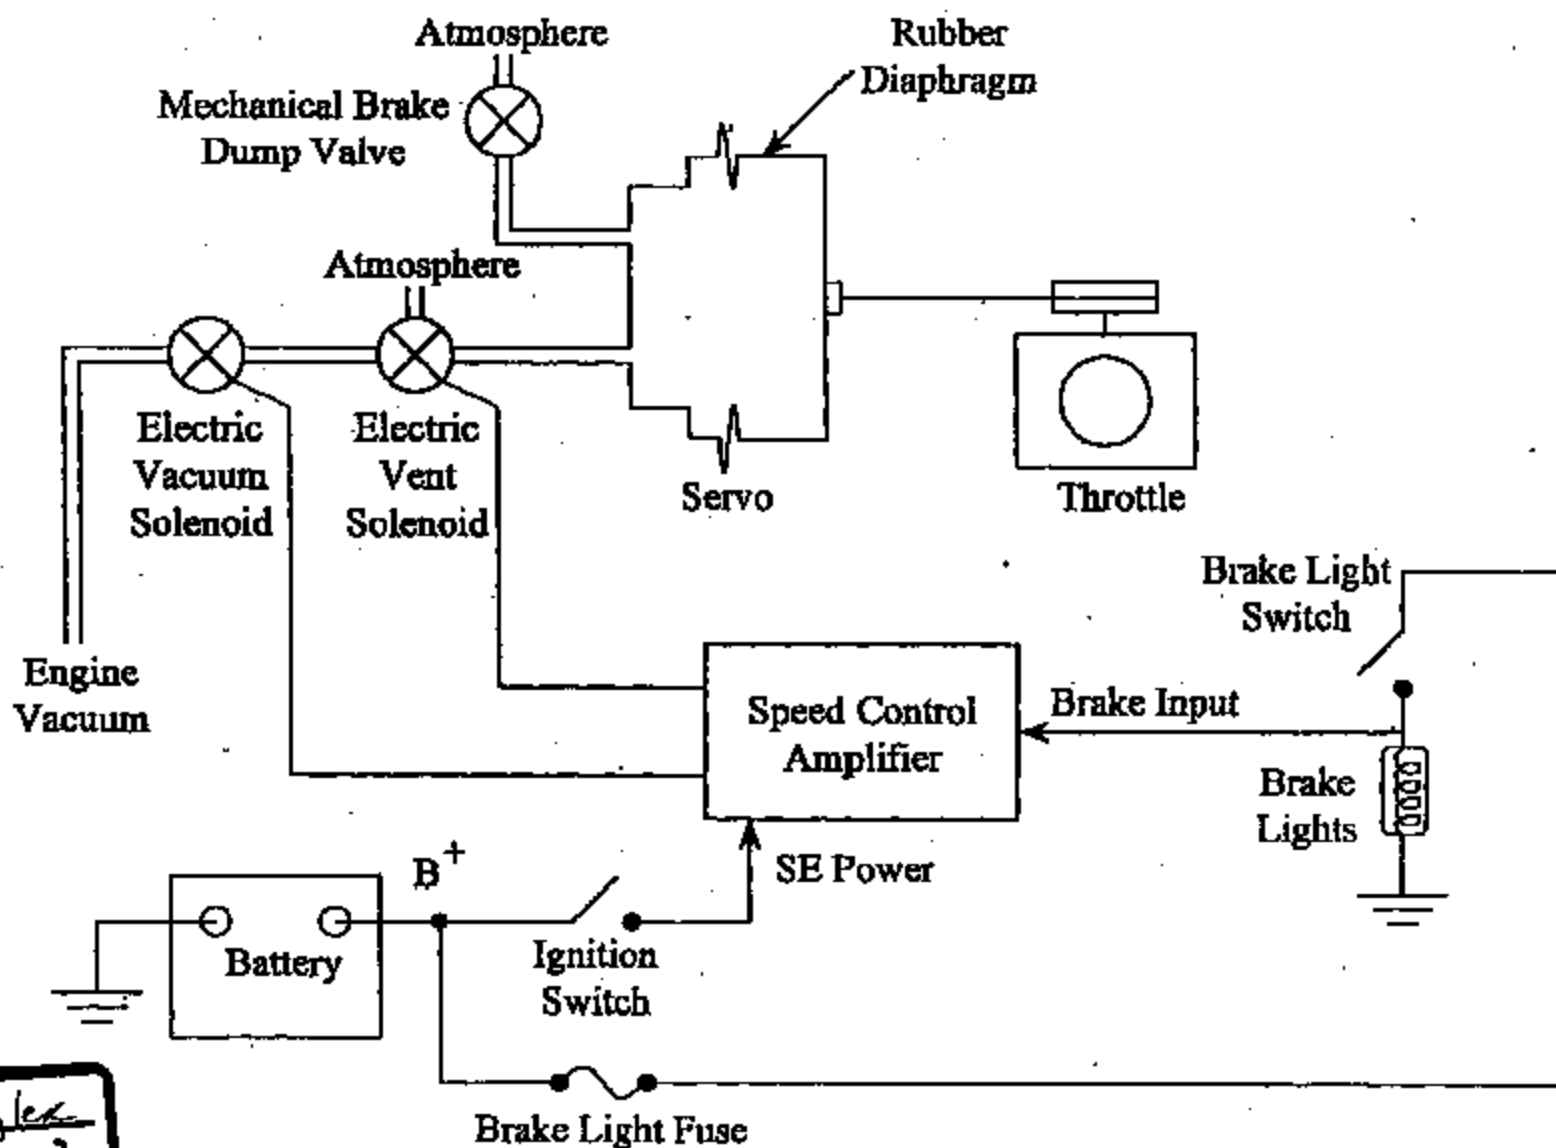 Atmosphere
Rubber
Diaphragm
Mechanical Brake
Dump Valve
Atmosphere
Electric
Vacuum
Solenoid
Electric
Vent
Solenoid
Servo
Throttle
Engine
Vacuum
Brake Light
Switch
Speed Control
Amplifier
Brake Input
Brake
Lights
B+
SE Power
Battery
Ignition
Switch
Brake Light Fuse